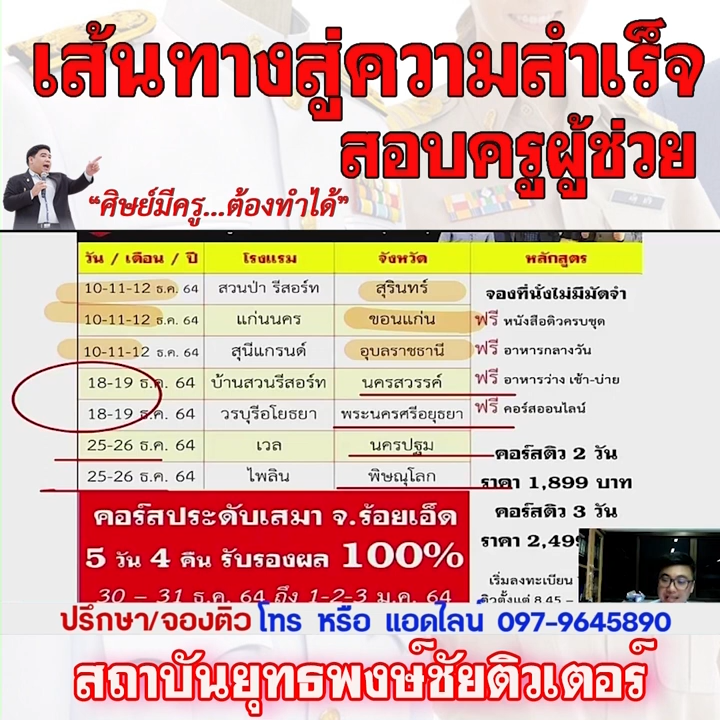 เส้นทางสู่ความสำเร็จ
สอบครูผู้ช่วย
“ศิษย์มีครู...ต้องทำได้”
วัน / เดือน / ปี โรงแรม จังหวัด หลักสูตร
10-11-12 ธ.ค. 64 สวนป่า รีสอร์ท สุรินทร์
10-11-12 ธ.ค. 64 แก่นนคร ขอนแก่น
10-11-12 ธ.ค. 64 สุนีแกรนด์ อุบลราชธานี
18-19 ธ.ค. 64 บ้านสวนรีสอร์ท นครสวรรค์
18-19 ธ.ค. 64 วรบุรีอโยธยา พระนครศรีอยุธยา
25-26 ธ.ค. 64 เวล นครปฐม
25-26 ธ.ค. 64 ไพลิน พิษณุโลก
จองที่นั่งไม่มีมัดจำ
ฟรี หนังสือติวครบชุด
ฟรี อาหารกลางวัน
ฟรี อาหารว่าง เช้า-บ่าย
ฟรี คอร์สออนไลน์
คอร์สติว 2 วัน
ราคา 1,899 บาท
คอร์สติว 3 วัน
ราคา 2,499
เริ่มลงทะเบียน
ติวตั้งแต่ 8.45 –
คอร์สประดับเสมา จ.ร้อยเอ็ด
5 วัน 4 คืน รับรองผล 100%
30 – 31 ธ.ค. 64 ถึง 1-2-3 ม.ค. 64
ปรึกษา/จองติว โทร หรือ แอดไลน์ 097-9645890
สถาบันยุทธพงษ์ชัยติวเตอร์